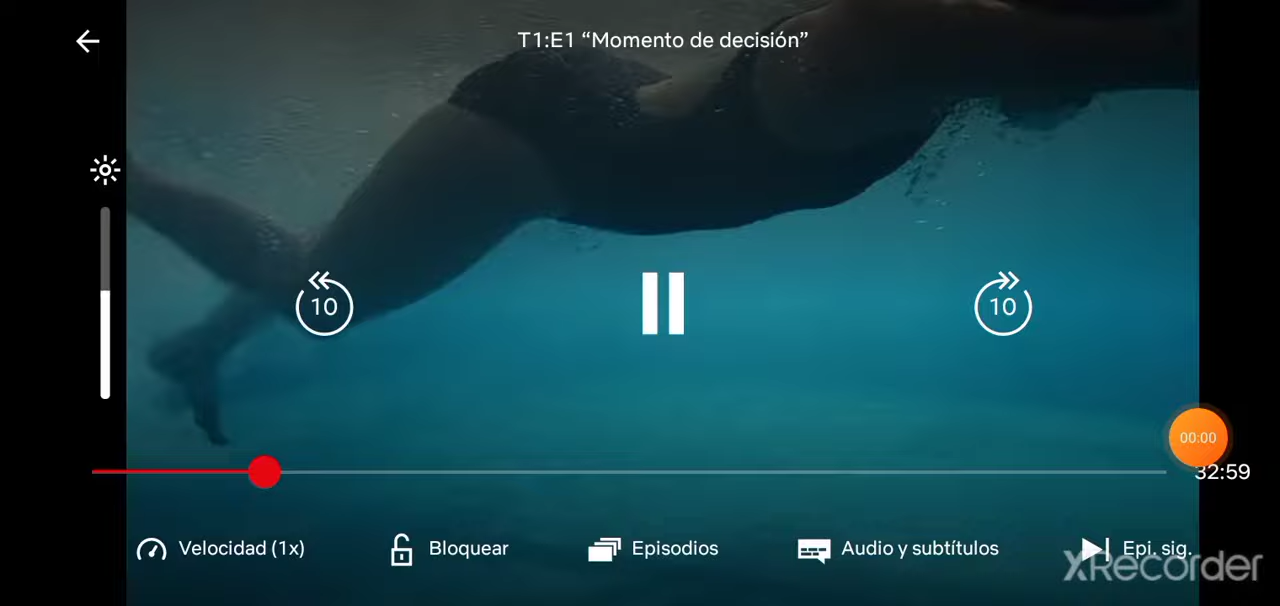 T1:E1 “Momento de decisión”
10
10
00:00
32:59
Velocidad (1x)
Bloquear
Episodios
Audio y subtítulos
Epi. sig.
XRecorder